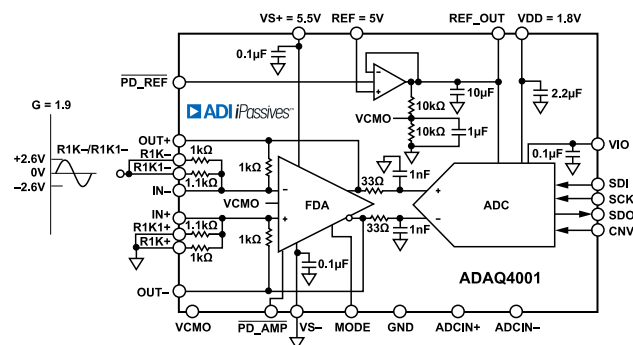 VS+ = 5.5V
REF = 5V
REF_OUT
VDD = 1.8V
0.1µF
PD_REF
10µF
2.2µF
G = 1.9
ADI iPassives™
10kΩ
VCMO
10kΩ
1µF
VIO
0.1µF
R1K–/R1K1–
+2.6V
0V
–2.6V
OUT+
R1K–
1kΩ
R1K1–
1.1kΩ
IN–
1kΩ
VCMO
FDA
–
+
33Ω
1nF
33Ω
1nF
+
–
ADC
SDI
SCK
SDO
CNV
IN+
R1K1+
1.1kΩ
R1K+
1kΩ
1kΩ
0.1µF
OUT–
ADAQ4001
VCMO
PD_AMP
VS–
MODE
GND
ADCIN+
ADCIN–